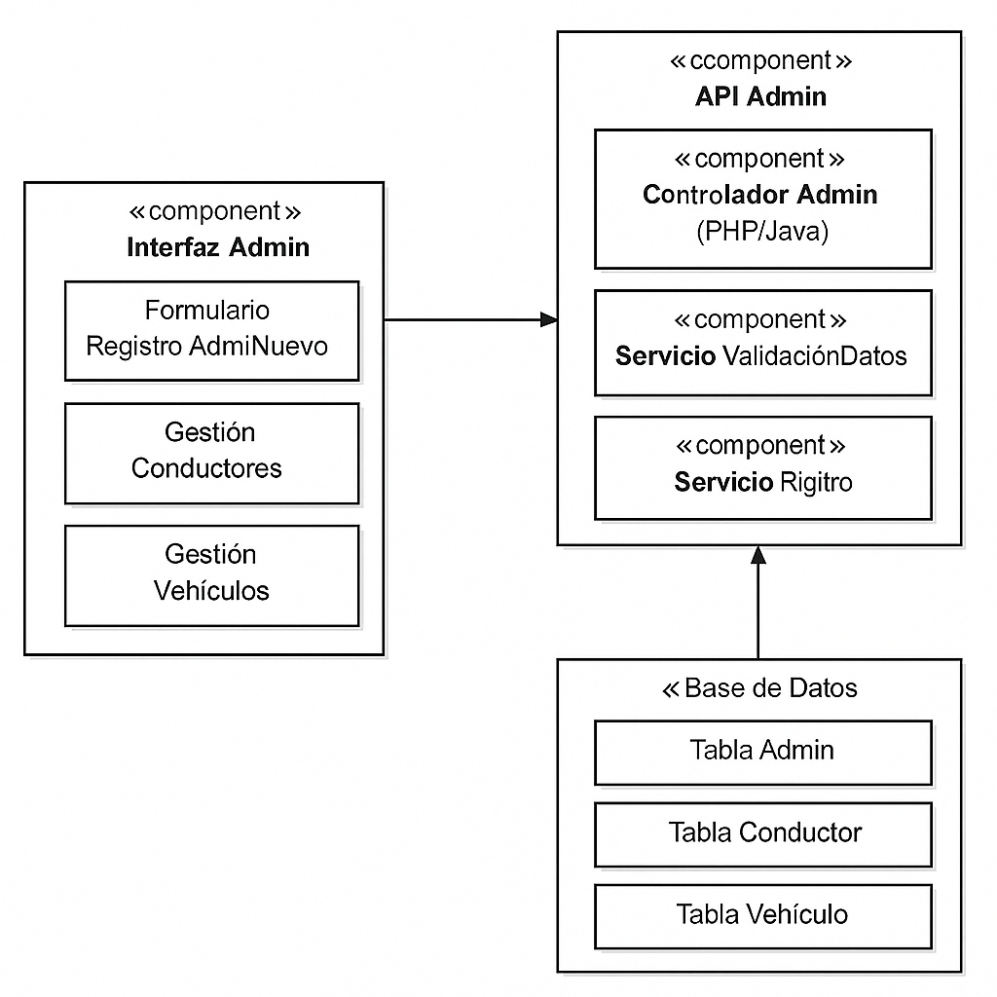 «component»
Interfaz Admin
Formulario
Registro AdmiNuevo
Gestión
Conductores
Gestión
Vehículos
«ccomponent»
API Admin
«component»
Controlador Admin
(PHP/Java)
«component»
Servicio ValidaciónDatos
«component»
Servicio Rigitro
«Base de Datos
Tabla Admin
Tabla Conductor
Tabla Vehículo